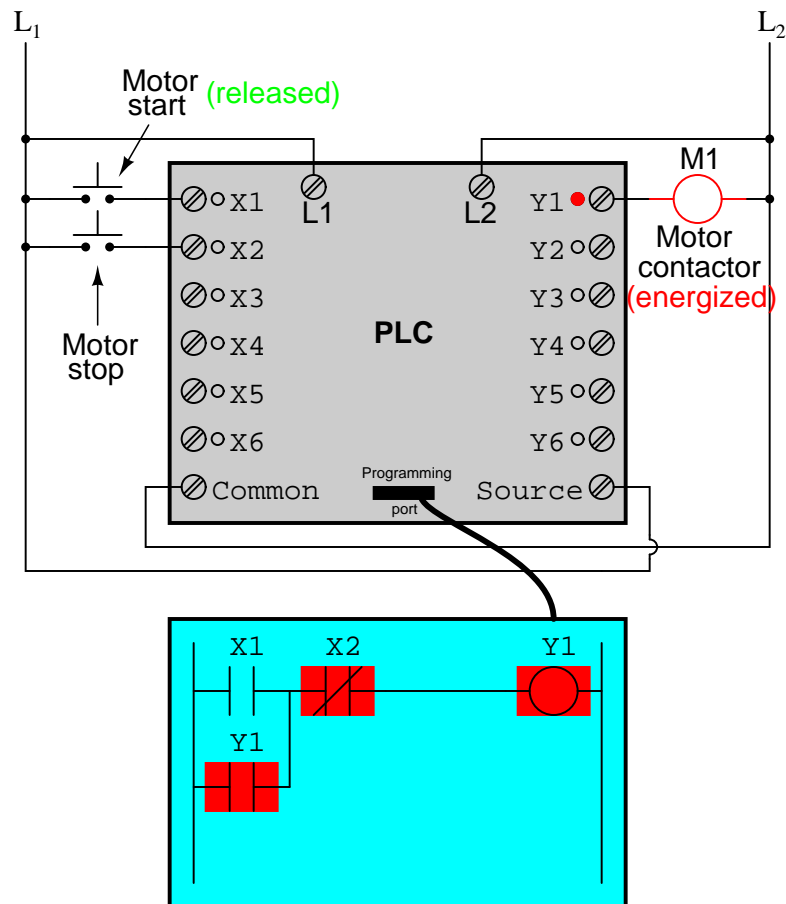 L1
L2
Motor
start
(released)
M1
X1
L1
L2
Y1
X2
Y2
Motor
contactor
(energized)
X3
Y3
Motor
stop
X4
PLC
Y4
X5
Y5
X6
Y6
Common
Programming
port
Source
X1
X2
Y1
Y1